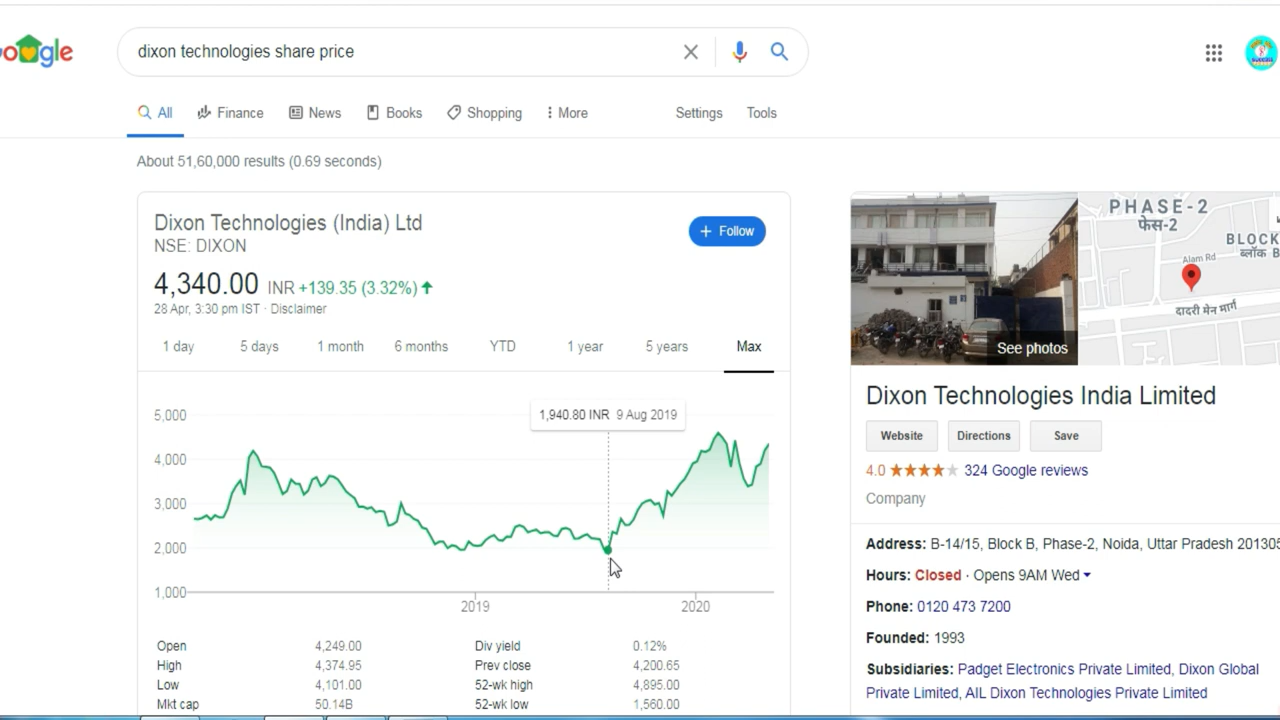 oogle
dixon technologies share price
All Finance News Books Shopping More Settings Tools
About 51,60,000 results (0.69 seconds)
Dixon Technologies (India) Ltd
NSE: DIXON
+ Follow
4,340.00 INR +139.35 (3.32%)
28 Apr, 3:30 pm IST · Disclaimer
1 day 5 days 1 month 6 months YTD 1 year 5 years Max
1,940.80 INR 9 Aug 2019
5,000
4,000
3,000
2,000
1,000
2019 2020
Open 4,249.00 Div yield 0.12%
High 4,374.95 Prev close 4,200.65
Low 4,101.00 52-wk high 4,895.00
Mkt cap 50.14B 52-wk low 1,560.00
See photos
PHASE-2
फेस-2
BLOCK
ब्लॉक B
Alam Rd
दादरी मेन मार्ग
Dixon Technologies India Limited
Website Directions Save
4.0 324 Google reviews
Company
Address: B-14/15, Block B, Phase-2, Noida, Uttar Pradesh 201305
Hours: Closed · Opens 9AM Wed
Phone: 0120 473 7200
Founded: 1993
Subsidiaries: Padget Electronics Private Limited, Dixon Global
Private Limited, AIL Dixon Technologies Private Limited